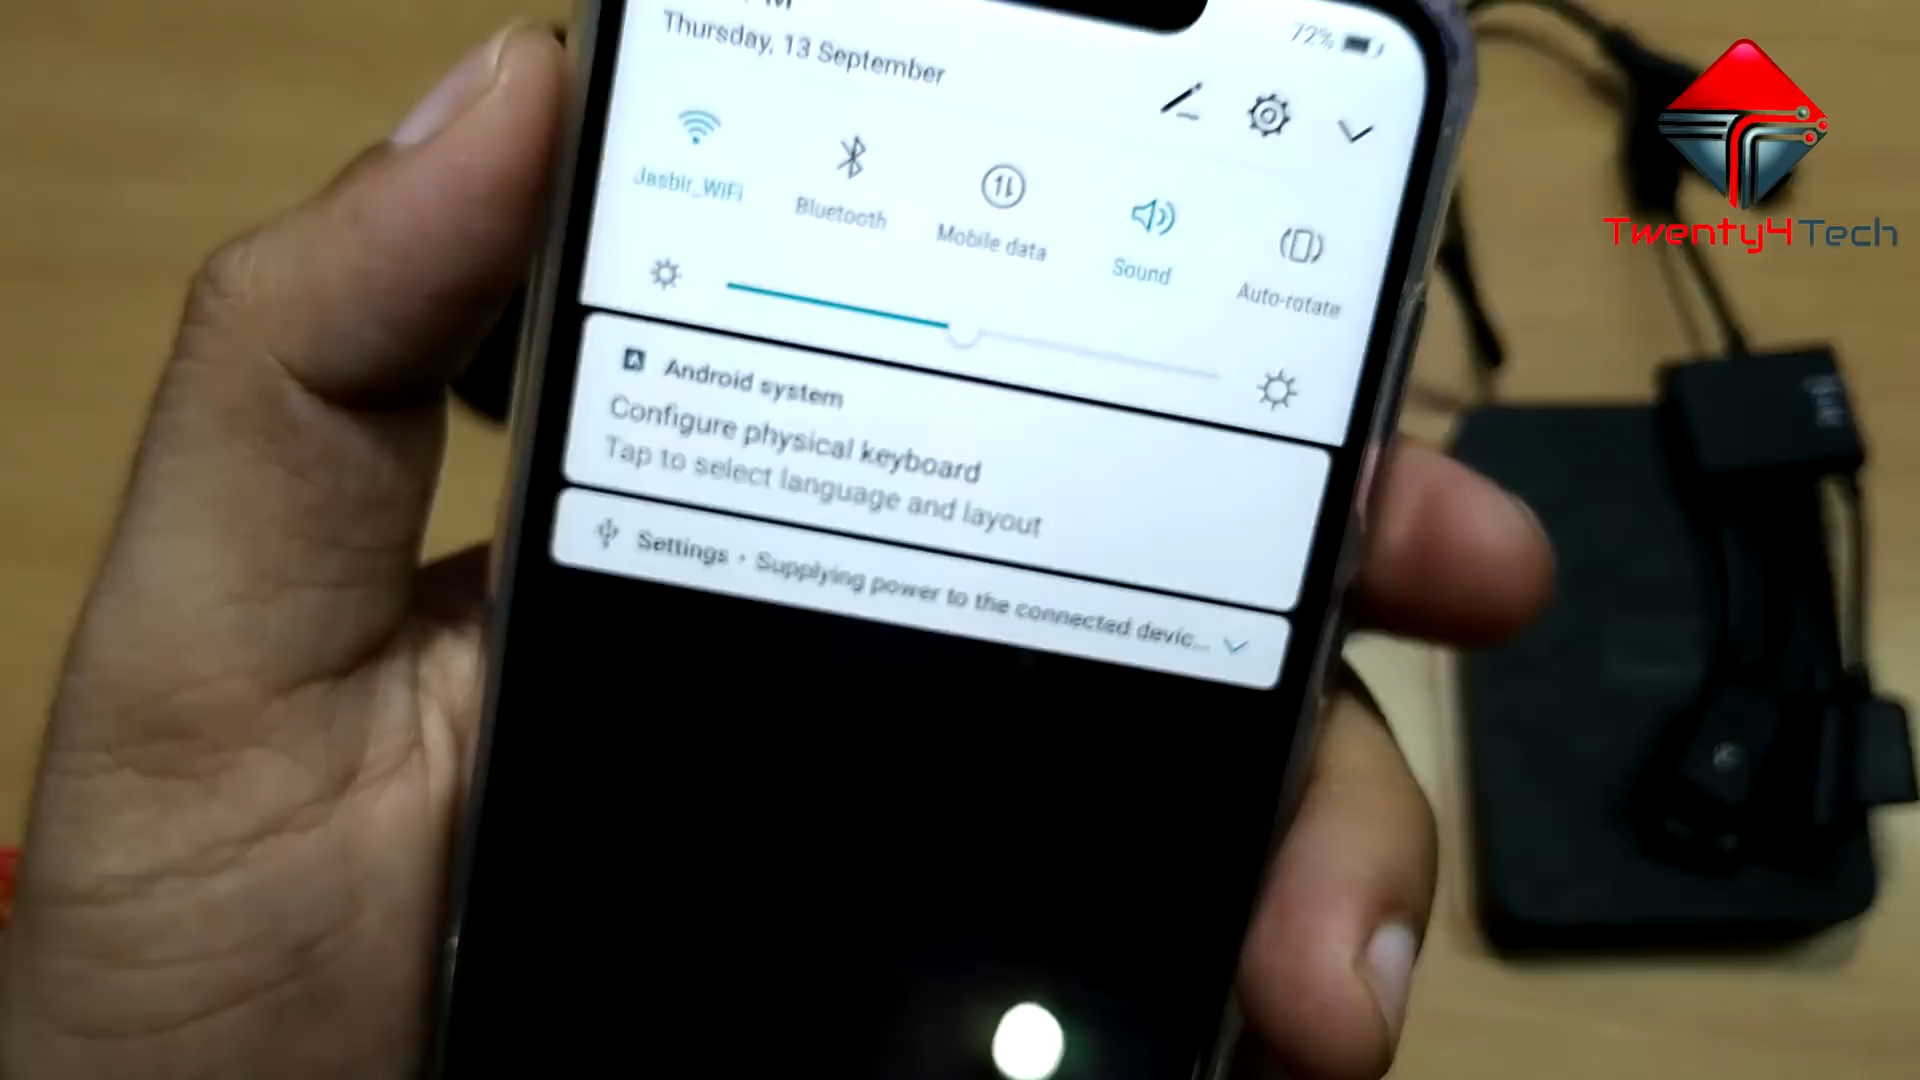 72%
Thursday, 13 September
Jasbir_WiFi
Bluetooth
Mobile data
Sound
Auto-rotate
Android system
Configure physical keyboard
Tap to select language and layout
Settings • Supplying power to the connected devic...
Twenty4Tech